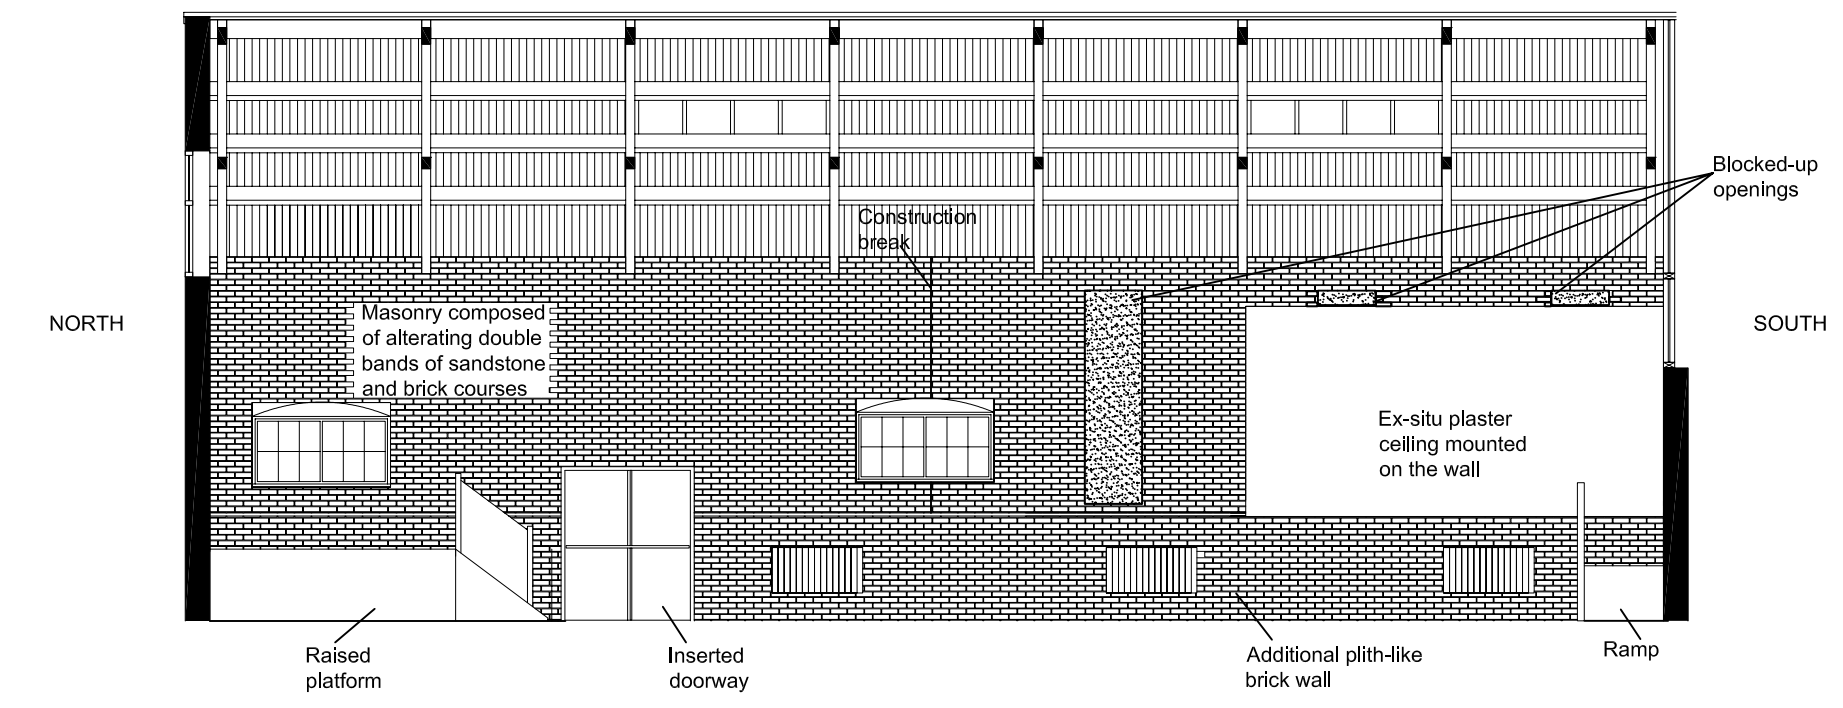 Blocked-up
openings
Construction
break
NORTH
Masonry composed
of alterating double
bands of sandstone
and brick courses
SOUTH
Ex-situ plaster
ceiling mounted
on the wall
Raised
platform
Inserted
doorway
Additional plith-like
brick wall
Ramp